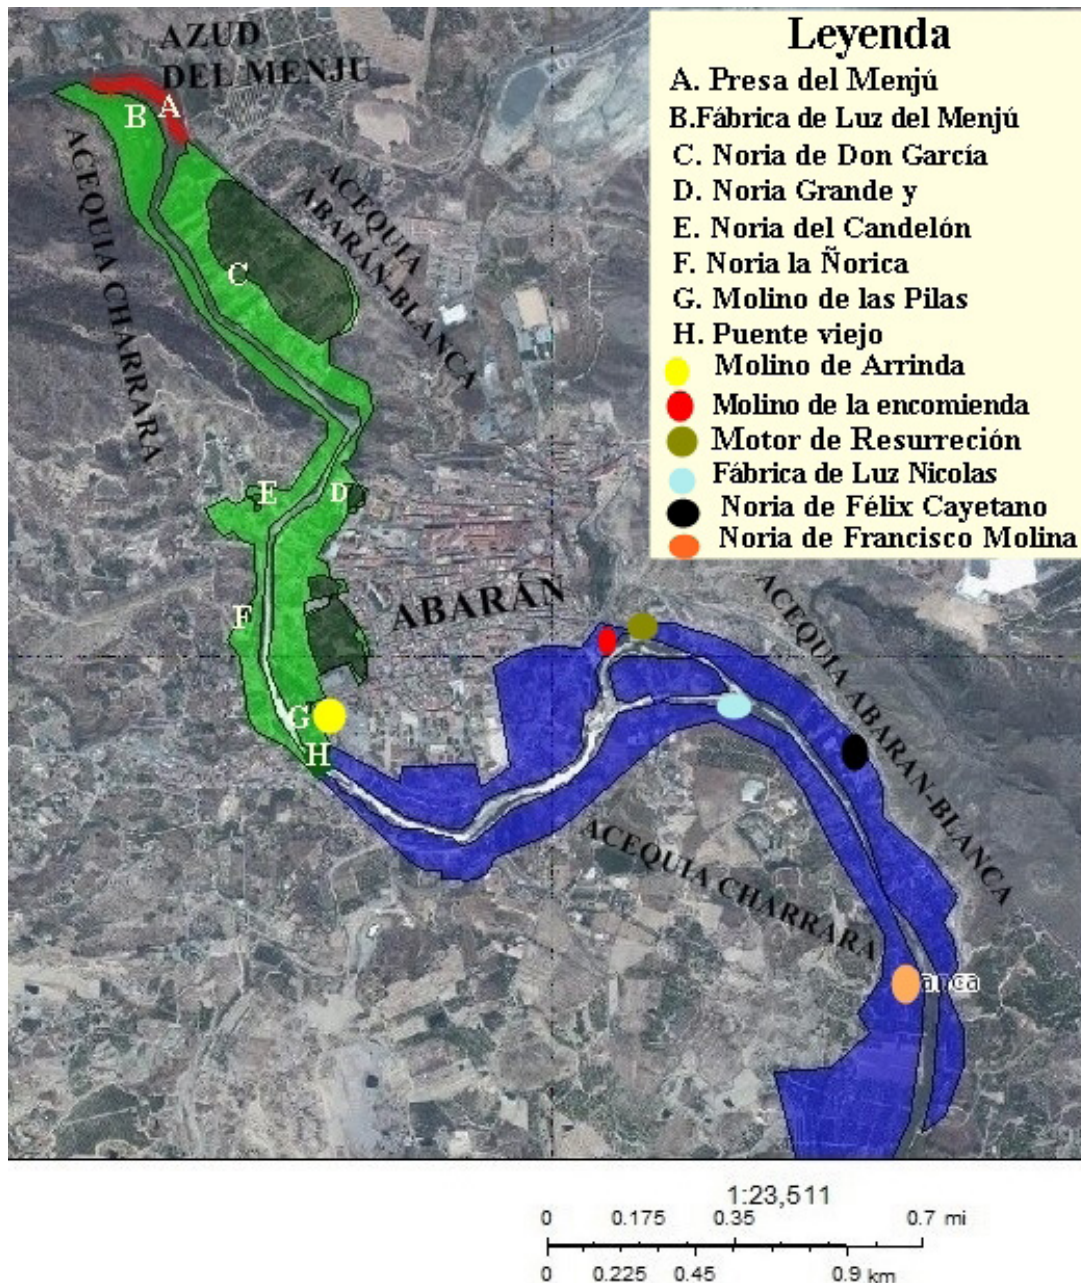 AZUD
DEL MENJU
B
A
ACEQUIA CHARRARA
ACEQUIA
ABARÁN-BLANCA
C
E
D
F
ABARÁN
G
H
ACEQUIA ABARAN-BLANCA
ACEQUIA CHARRARA
anca
Leyenda
A. Presa del Menjú
B.Fábrica de Luz del Menjú
C. Noria de Don García
D. Noria Grande y
E. Noria del Candelón
F. Noria la Ñorica
G. Molino de las Pilas
H. Puente viejo
Molino de Arrinda
Molino de la encomienda
Motor de Resurreción
Fábrica de Luz Nicolas
Noria de Félix Cayetano
Noria de Francisco Molina
1:23,511
0 0.175 0.35 0.7 mi
0 0.225 0.45 0.9 km